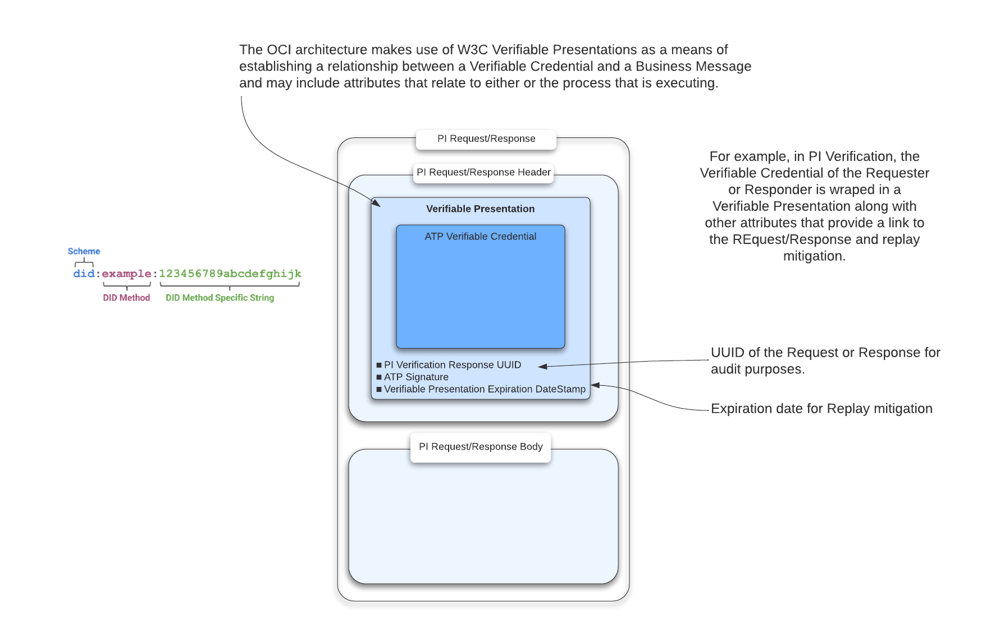 The OCI architecture makes use of W3C Verifiable Presentations as a means of
establishing a relationship between a Verifiable Credential and a Business Message
and may include attributes that relate to either or the process that is executing.
PI Request/Response
PI Request/Response Header
Verifiable Presentation
ATP Verifiable Credential
For example, in PI Verification, the
Verifiable Credential of the Requester
or Responder is wraped in a
Verifiable Presentation along with
other attributes that provide a link to
the REquest/Response and replay
mitigation.
Scheme
did:example:123456789abcdefghijk
DID Method
DID Method Specific String
■ PI Verification Response UUID
■ ATP Signature
■ Verifiable Presentation Expiration DateStamp
UUID of the Request or Response for
audit purposes.
Expiration date for Replay mitigation
PI Request/Response Body